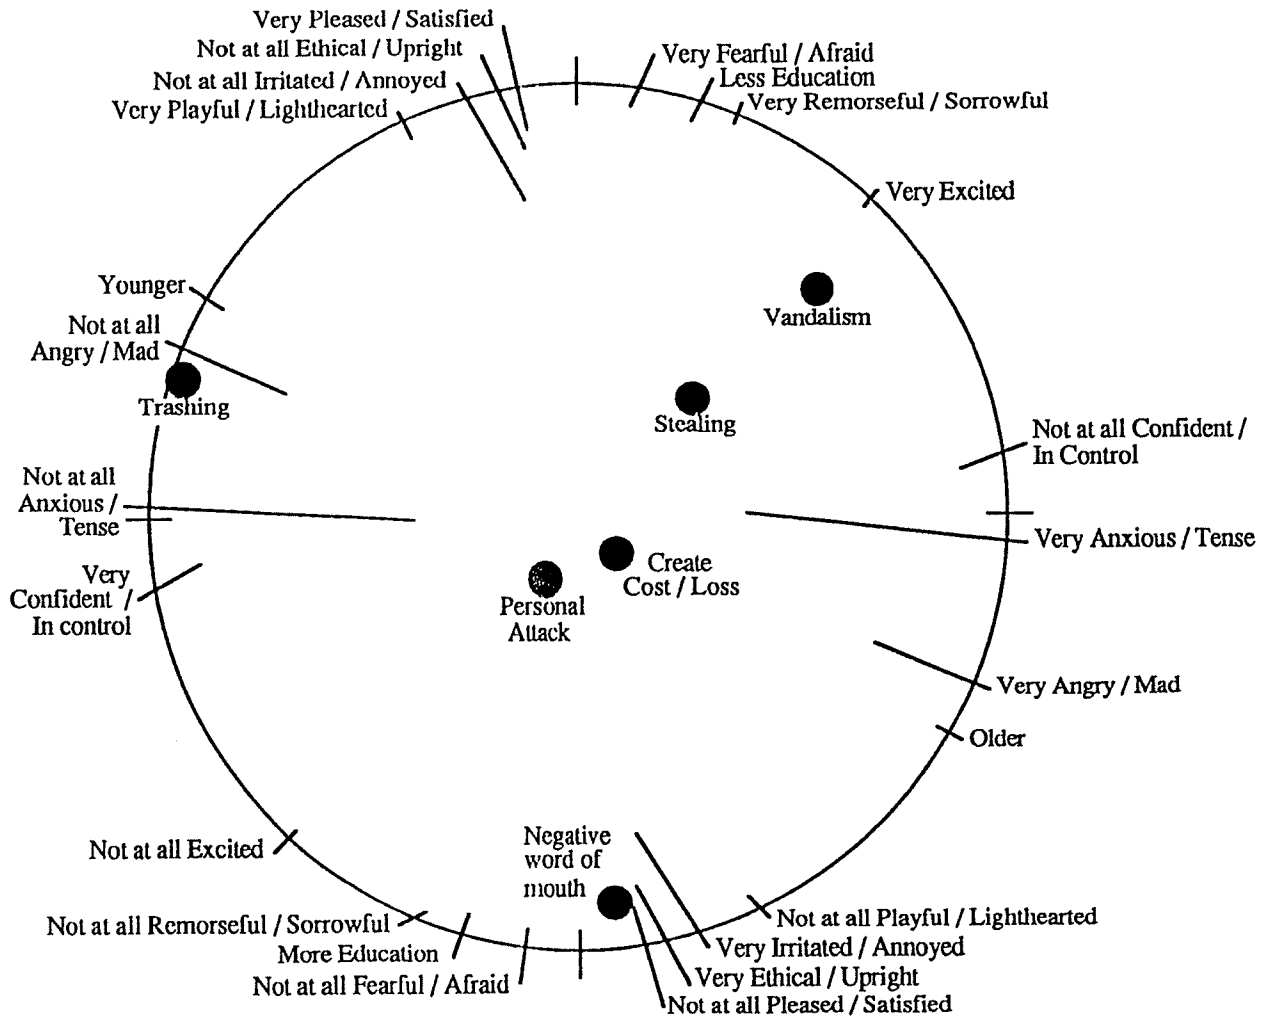 Very Pleased / Satisfied
Not at all Ethical / Upright
Not at all Irritated / Annoyed
Very Playful / Lighthearted
Very Fearful / Afraid
Less Education
Very Remorseful / Sorrowful
Very Excited
Younger
Not at all
Angry / Mad
Trashing
Vandalism
Stealing
Not at all Confident /
In Control
Not at all
Anxious /
Tense
Very Anxious / Tense
Very
Confident /
In control
Create
Cost / Loss
Personal
Attack
Very Angry / Mad
Older
Not at all Excited
Negative
word of
mouth
Not at all Remorseful / Sorrowful
More Education
Not at all Fearful / Afraid
Not at all Playful / Lighthearted
Very Irritated / Annoyed
Very Ethical / Upright
Not at all Pleased / Satisfied